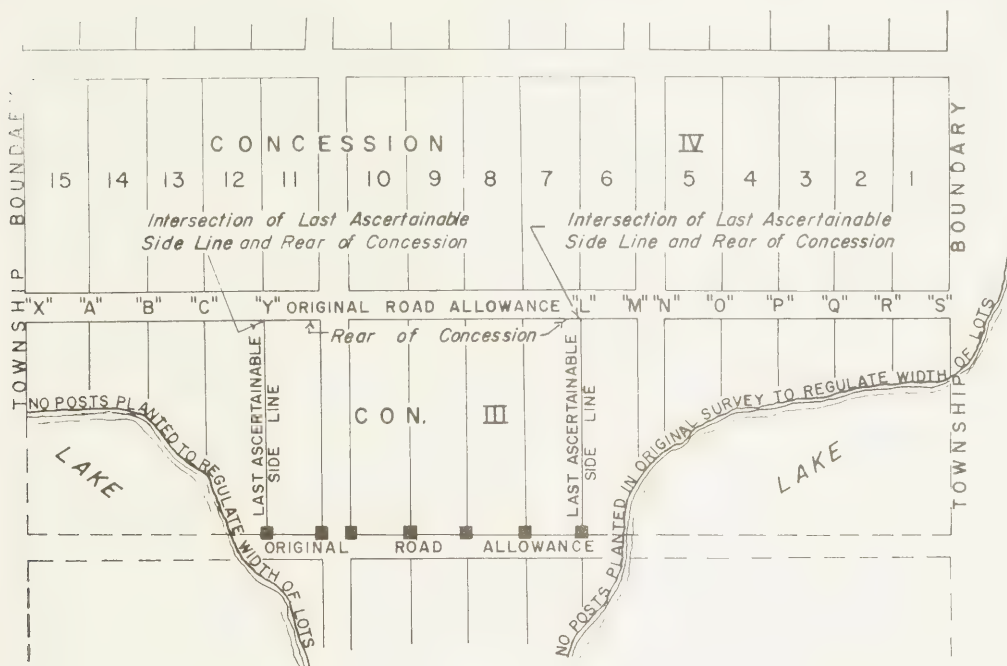 CONCESSION IV
15 14 13 12 11 10 9 8 7 6 5 4 3 2 1
TOWNSHIP BOUNDARY
Intersection of Last Ascertainable
Side Line and Rear of Concession
Intersection of Last Ascertainable
Side Line and Rear of Concession
TOWNSHIP BOUNDARY
"X" "A" "B" "C" "Y" ORIGINAL ROAD ALLOWANCE "L" "M" "N" "O" "P" "Q" "R" "S"
Rear of Concession
LAST ASCERTAINABLE
SIDE LINE
CON. III
LAST ASCERTAINABLE
SIDE LINE
NO POSTS PLANTED TO REGULATE WIDTH OF LOTS
LAKE
NO POSTS PLANTED IN ORIGINAL SURVEY TO REGULATE WIDTH OF LOTS
LAKE
ORIGINAL ROAD ALLOWANCE